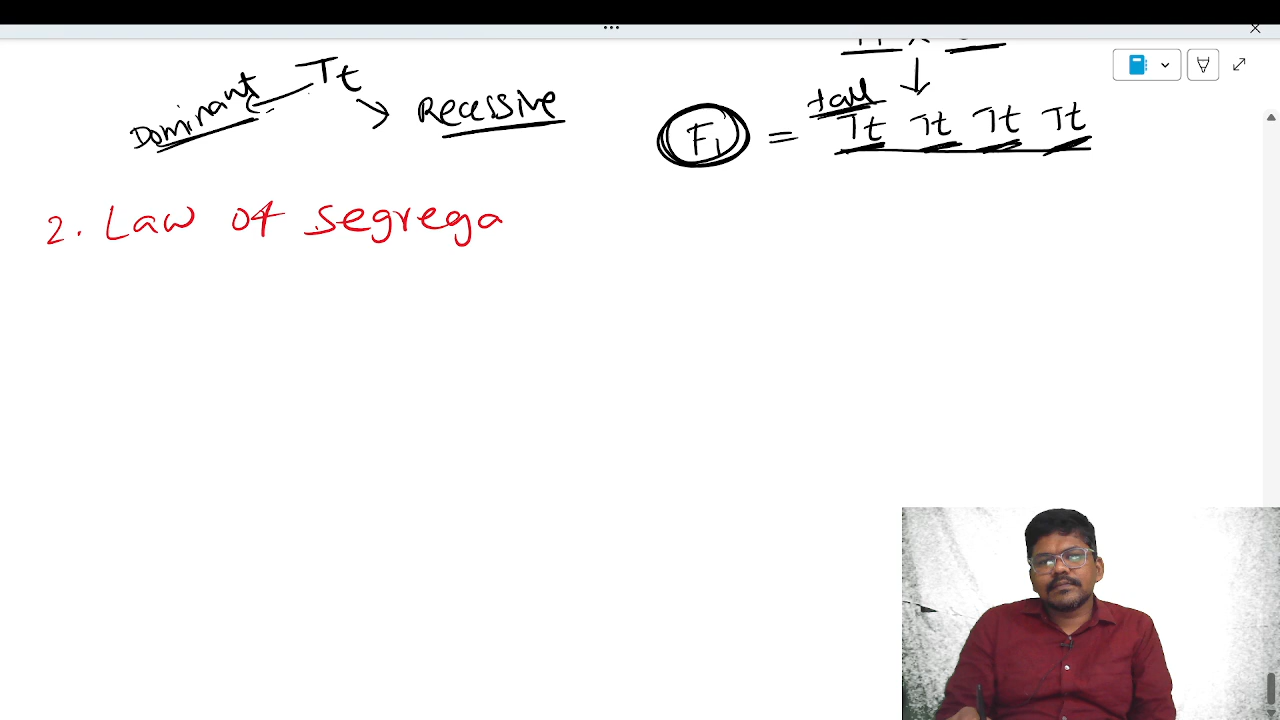 Tt
Dominant
Recessive
tall
F1 = Tt Tt Tt Tt
2. Law of segrega